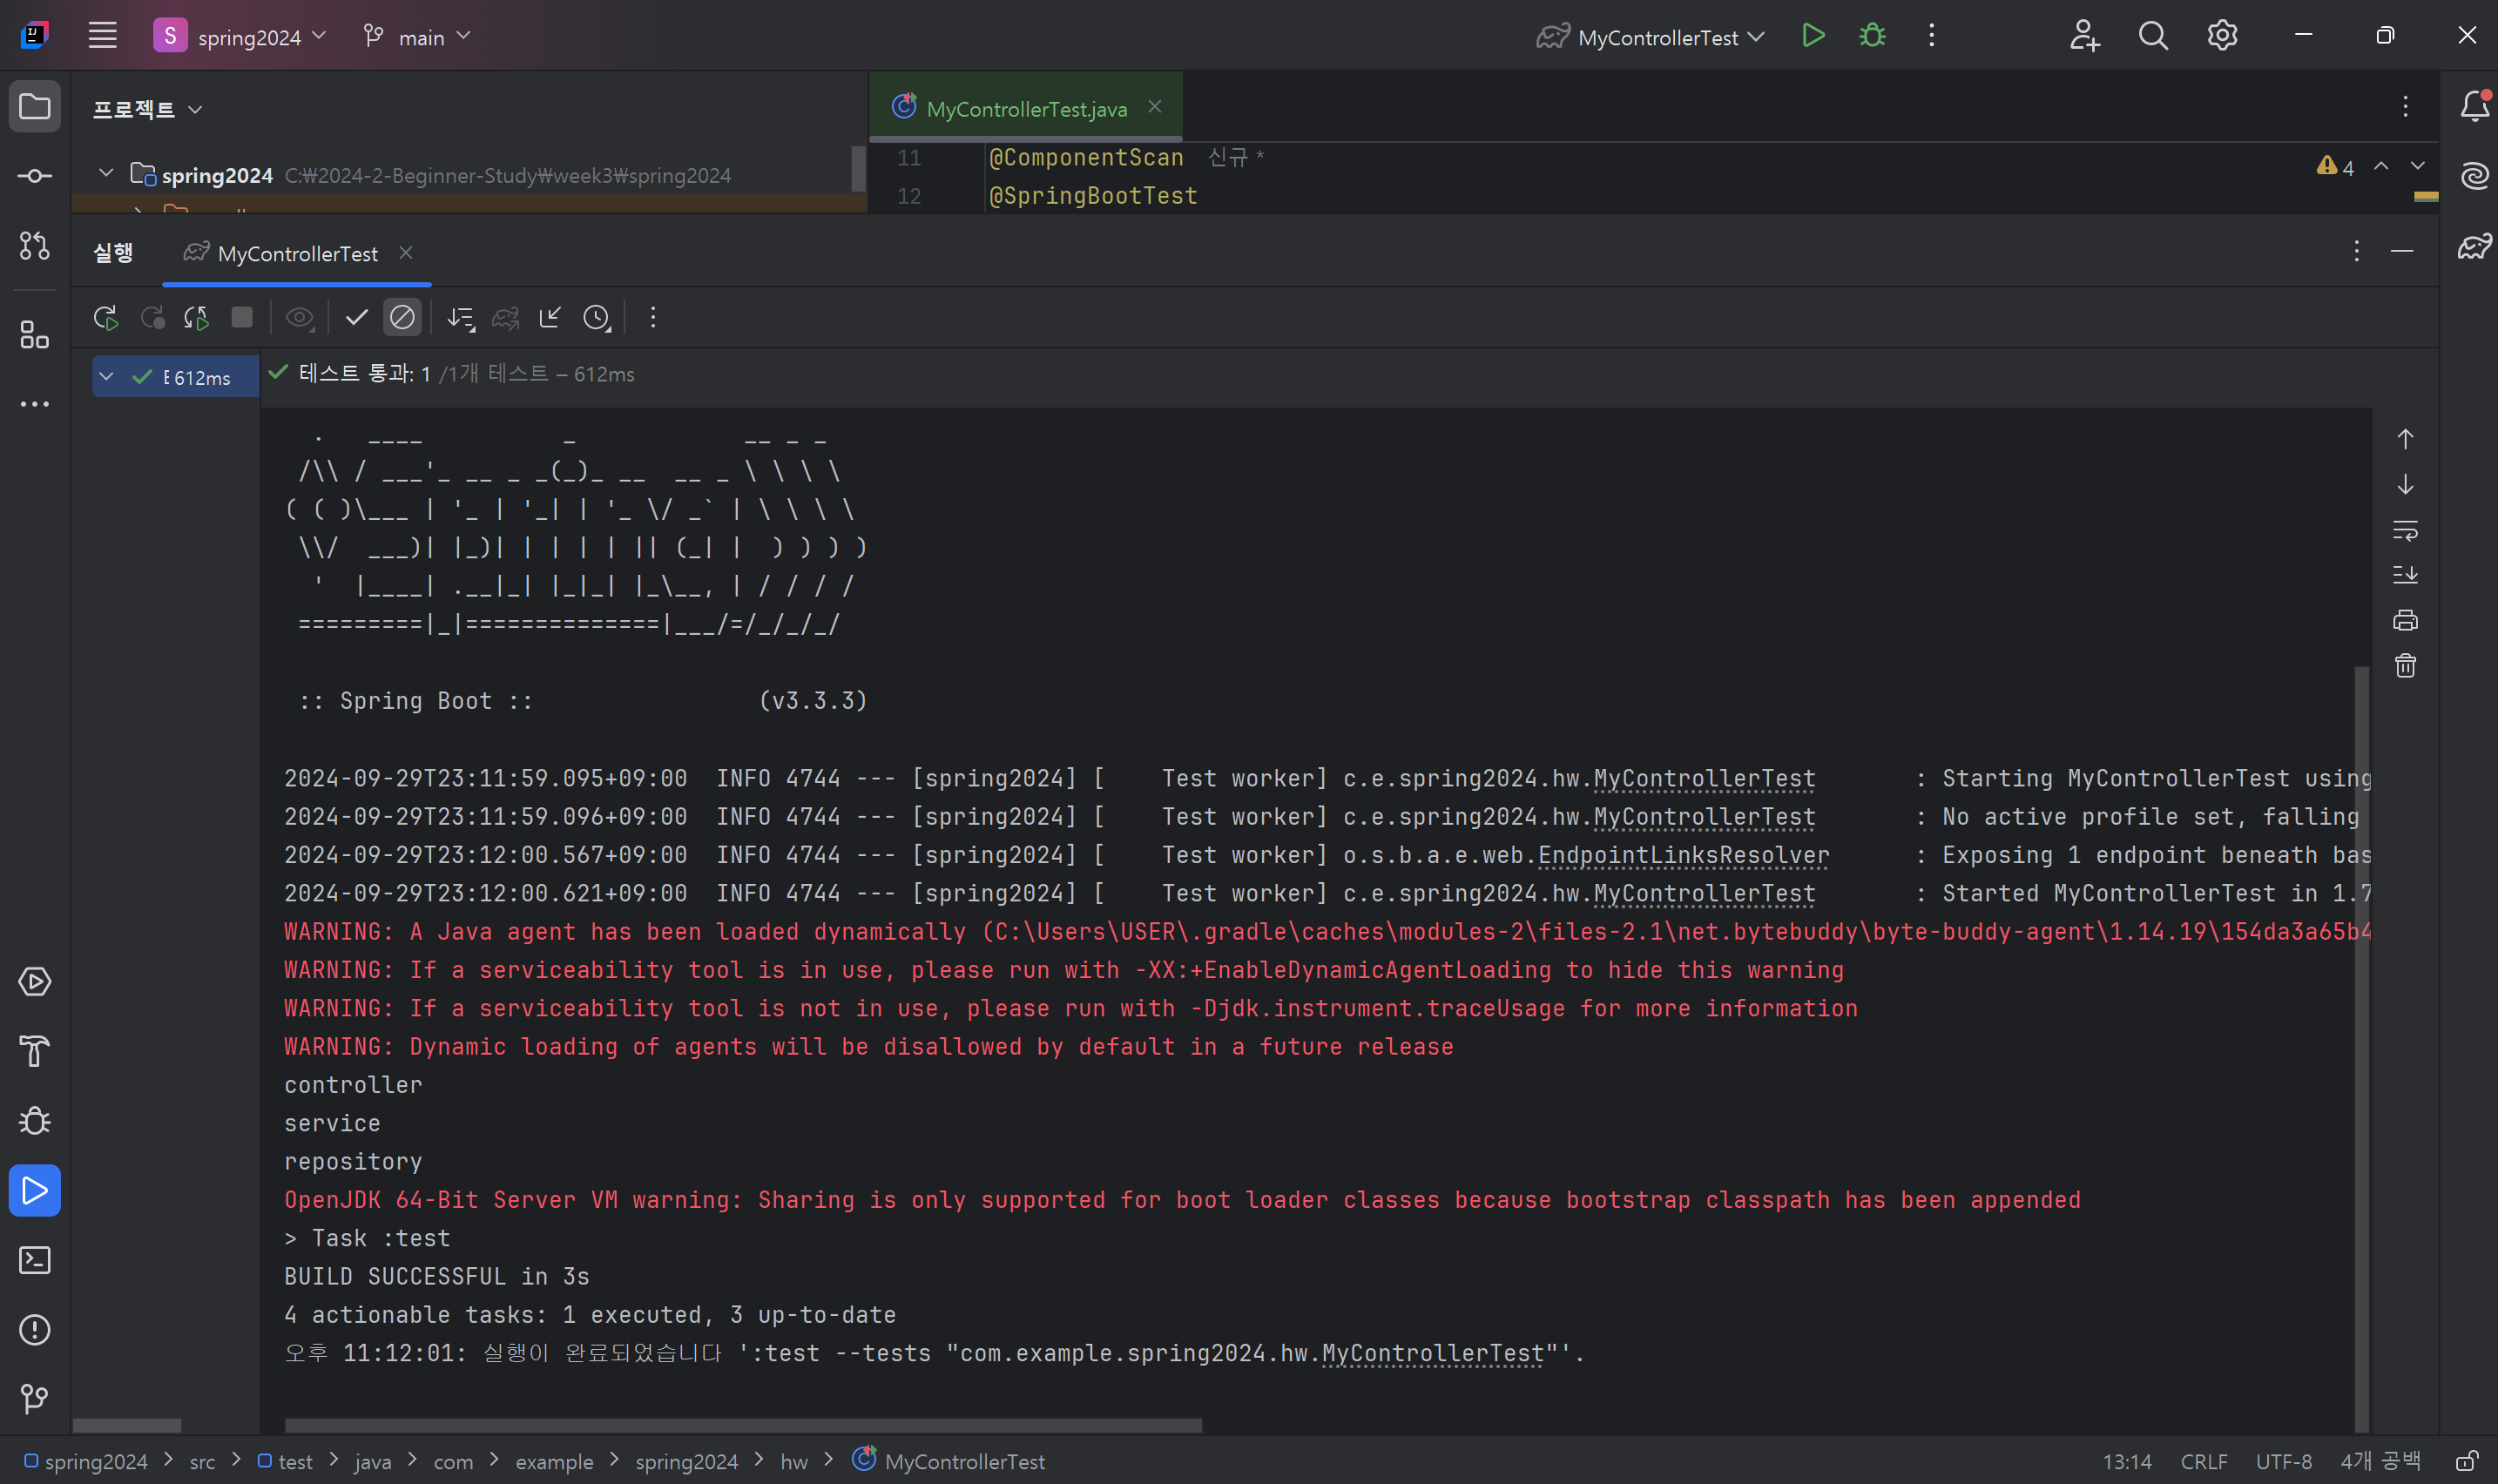 S spring2024 main MyControllerTest
프로젝트 MyControllerTest.java
spring2024 C:₩2024-2-Beginner-Study₩week3₩spring2024
11 @ComponentScan 신규 * 4
12 @SpringBootTest
실행 MyControllerTest
612ms
테스트 통과: 1 /1개 테스트 – 612ms
  .   ____          _            __ _ _
 /\\ / ___'_ __ _ _(_)_ __  __ _ \ \ \ \
( ( )\___ | '_ | '_| | '_ \/ _` | \ \ \ \
 \\/  ___)| |_)| | | | | || (_| |  ) ) ) )
  '  |____| .__|_| |_|_| |_\__, | / / / /
 =========|_|==============|___/=/_/_/_/
 :: Spring Boot ::                (v3.3.3)
2024-09-29T23:11:59.095+09:00  INFO 4744 --- [spring2024] [    Test worker] c.e.spring2024.hw.MyControllerTest       : Starting MyControllerTest using
2024-09-29T23:11:59.096+09:00  INFO 4744 --- [spring2024] [    Test worker] c.e.spring2024.hw.MyControllerTest       : No active profile set, falling
2024-09-29T23:12:00.567+09:00  INFO 4744 --- [spring2024] [    Test worker] o.s.b.a.e.web.EndpointLinksResolver      : Exposing 1 endpoint beneath bas
2024-09-29T23:12:00.621+09:00  INFO 4744 --- [spring2024] [    Test worker] c.e.spring2024.hw.MyControllerTest       : Started MyControllerTest in 1.7
WARNING: A Java agent has been loaded dynamically (C:\Users\USER\.gradle\caches\modules-2\files-2.1\net.bytebuddy\byte-buddy-agent\1.14.19\154da3a65b4
WARNING: If a serviceability tool is in use, please run with -XX:+EnableDynamicAgentLoading to hide this warning
WARNING: If a serviceability tool is not in use, please run with -Djdk.instrument.traceUsage for more information
WARNING: Dynamic loading of agents will be disallowed by default in a future release
controller
service
repository
OpenJDK 64-Bit Server VM warning: Sharing is only supported for boot loader classes because bootstrap classpath has been appended
> Task :test
BUILD SUCCESSFUL in 3s
4 actionable tasks: 1 executed, 3 up-to-date
오후 11:12:01: 실행이 완료되었습니다 ':test --tests "com.example.spring2024.hw.MyControllerTest"'.
spring2024 > src > test > java > com > example > spring2024 > hw > MyControllerTest 13:14 CRLF UTF-8 4개 공백